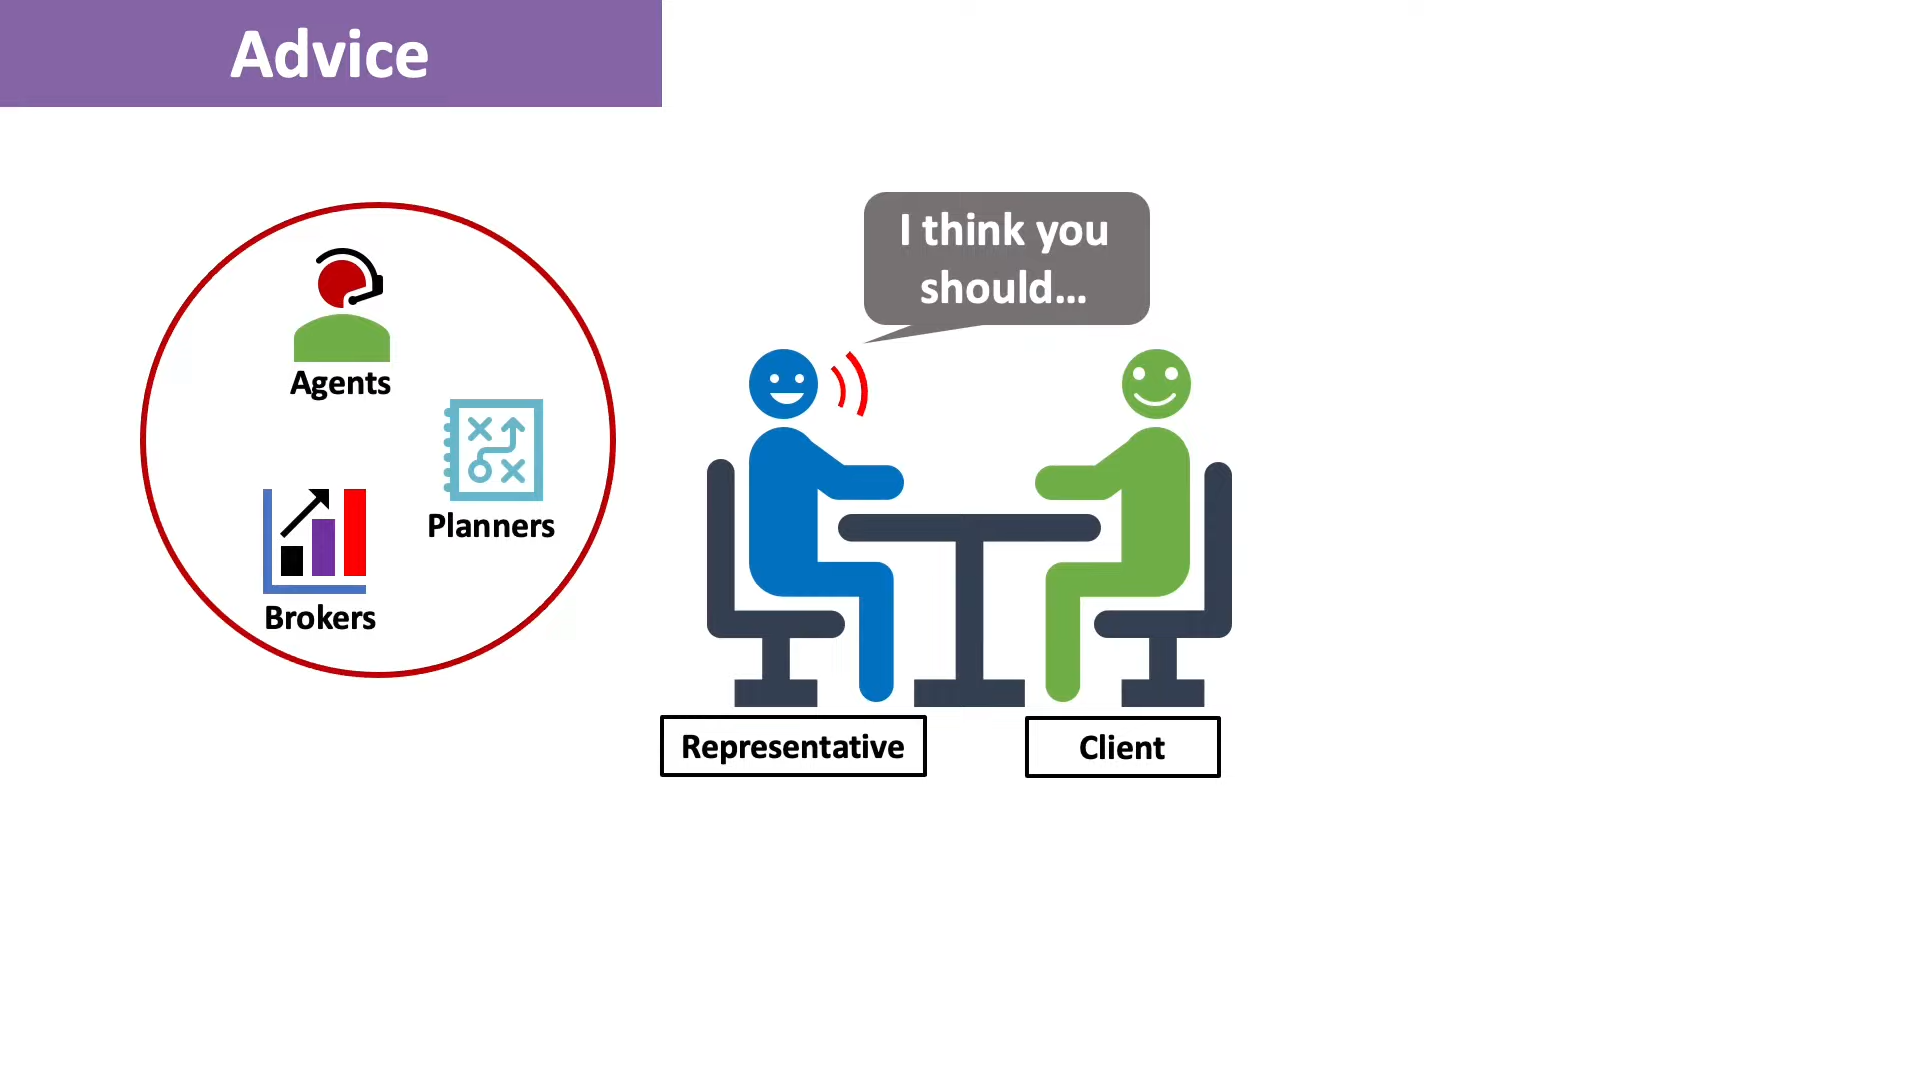 Advice
I think you
should...
Agents
Planners
Brokers
Representative
Client